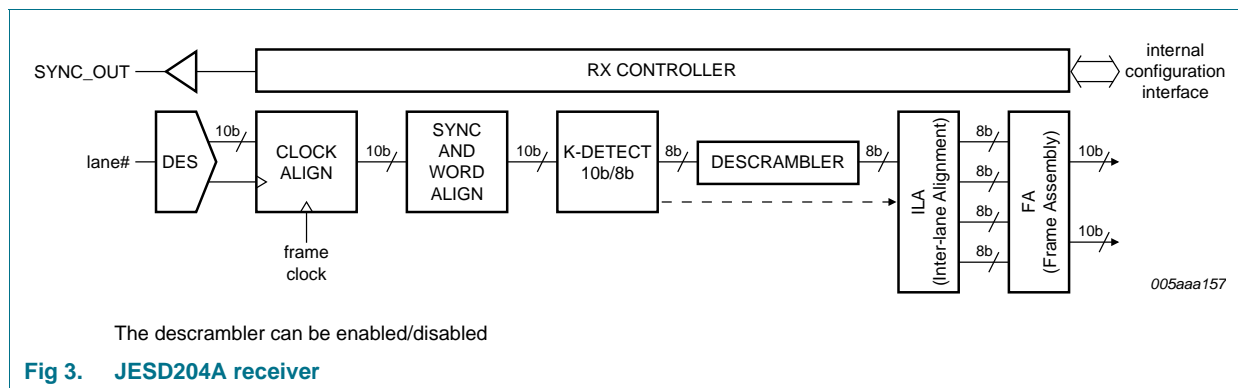 SYNC_OUT
RX CONTROLLER
internal
configuration
interface
lane#
DES
10b
CLOCK
ALIGN
frame
clock
10b
SYNC
AND
WORD
ALIGN
10b
K-DETECT
10b/8b
8b
DESCRAMBLER
8b
ILA
(Inter-lane Alignment)
8b
8b
8b
8b
FA
(Frame Assembly)
10b
10b
005aaa157
The descrambler can be enabled/disabled
Fig 3. JESD204A receiver